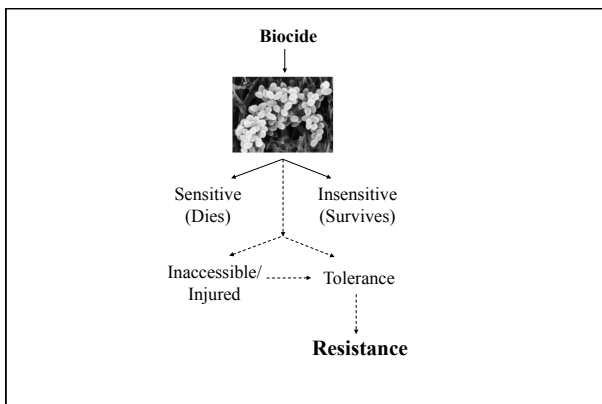 Biocide
Sensitive
(Dies)
Insensitive
(Survives)
Inaccessible/
Injured
Tolerance
Resistance